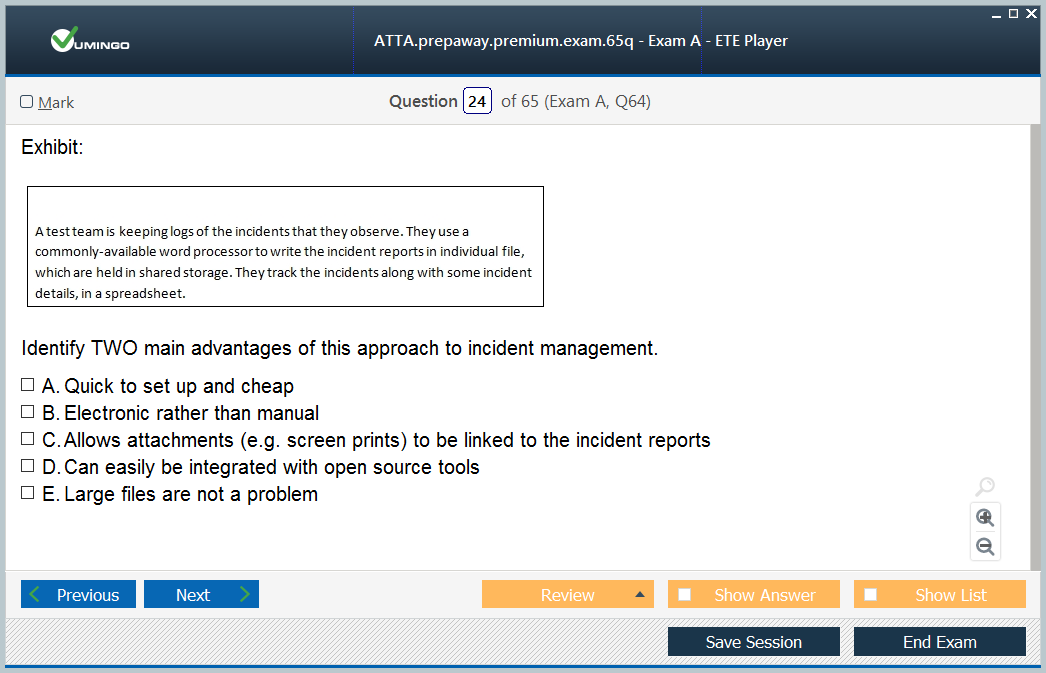 VUMINGO
ATTA.prepaway.premium.exam.65q - Exam A - ETE Player
Mark
Question 24 of 65 (Exam A, Q64)
Exhibit:
A test team is keeping logs of the incidents that they observe. They use a
commonly-available word processor to write the incident reports in individual file,
which are held in shared storage. They track the incidents along with some incident
details, in a spreadsheet.
Identify TWO main advantages of this approach to incident management.
A. Quick to set up and cheap
B. Electronic rather than manual
C. Allows attachments (e.g. screen prints) to be linked to the incident reports
D. Can easily be integrated with open source tools
E. Large files are not a problem
Previous Next Review Show Answer Show List
Save Session End Exam